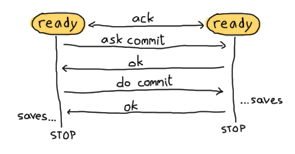 ready ack ready
ask commit
ok
do commit
ok
...saves
saves...
STOP STOP